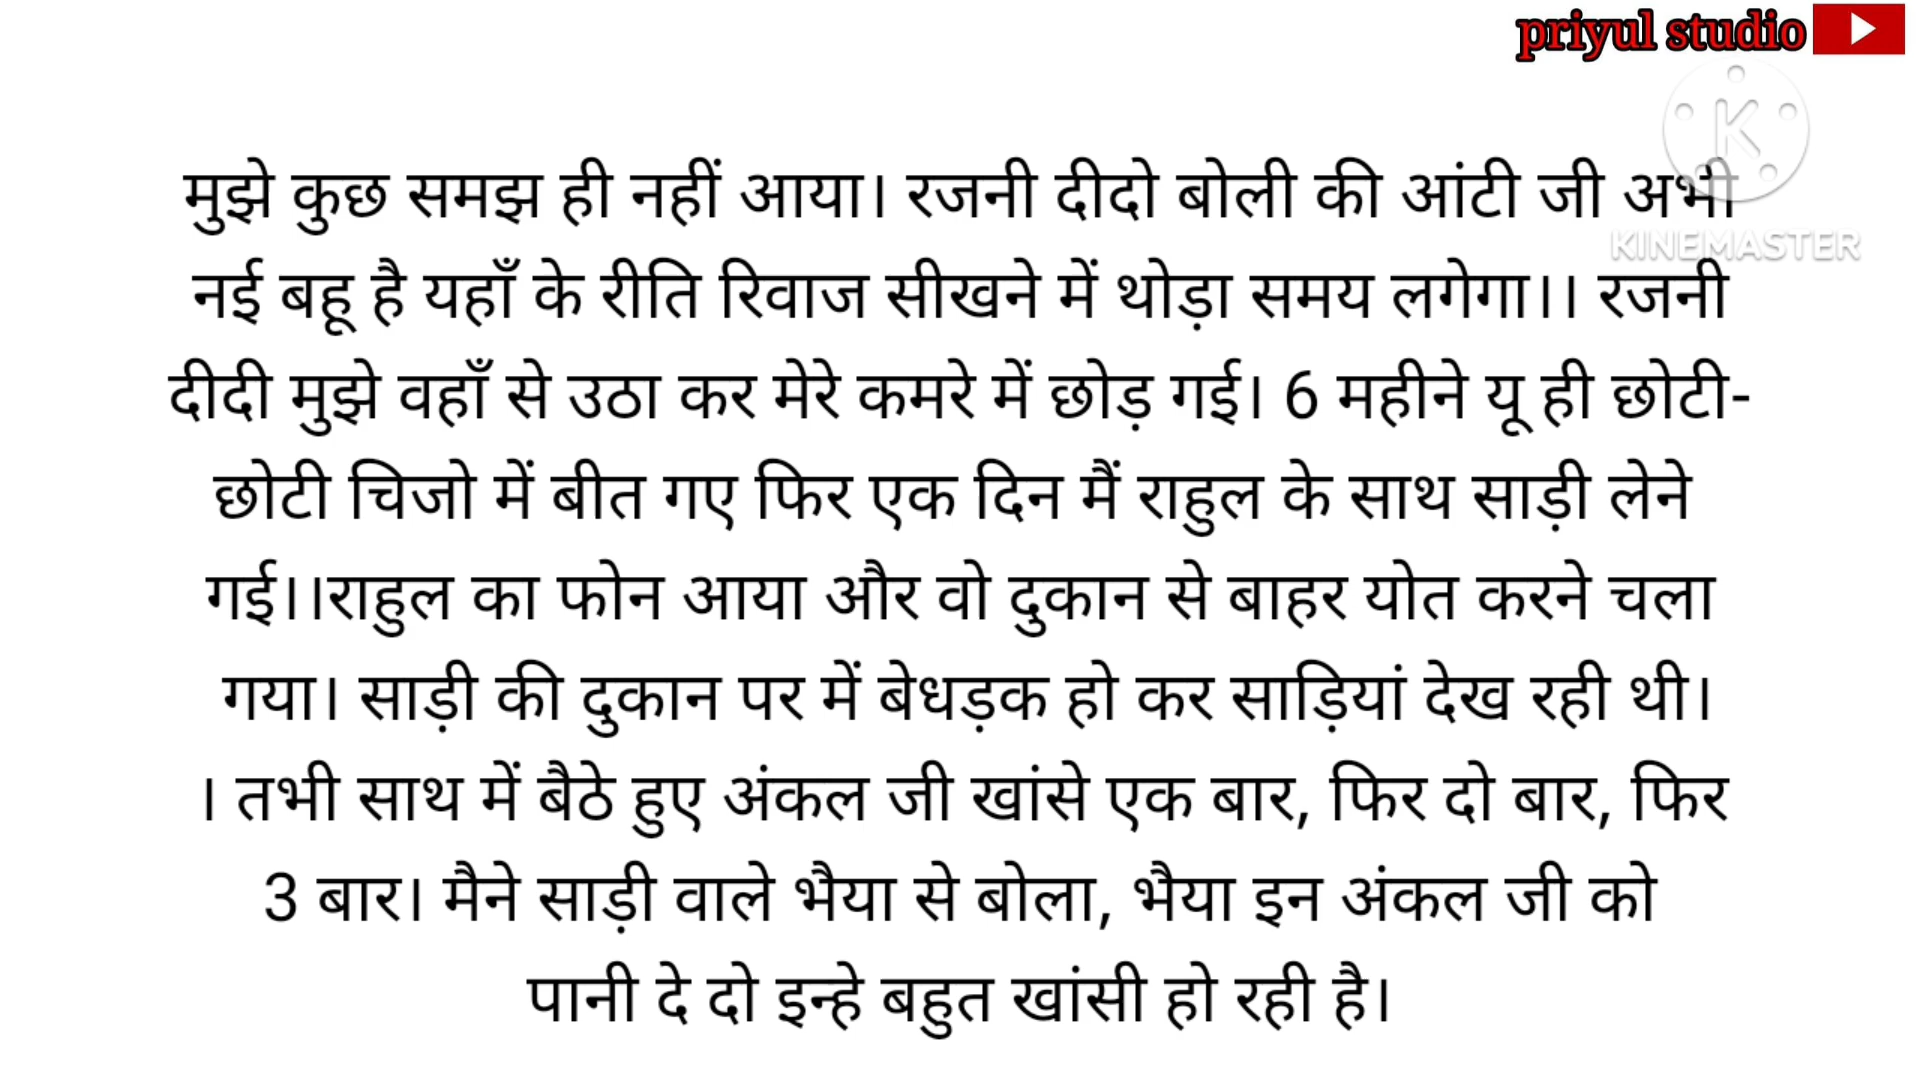 priyul studio
KINEMASTER
मुझे कुछ समझ ही नहीं आया। रजनी दीदो बोली की आंटी जी अभी
नई बहू है यहाँ के रीति रिवाज सीखने में थोड़ा समय लगेगा।। रजनी
दीदी मुझे वहाँ से उठा कर मेरे कमरे में छोड़ गई। 6 महीने यू ही छोटी-
छोटी चिजो में बीत गए फिर एक दिन मैं राहुल के साथ साड़ी लेने
गई।।राहुल का फोन आया और वो दुकान से बाहर योत करने चला
गया। साड़ी की दुकान पर में बेधड़क हो कर साड़ियां देख रही थी।
। तभी साथ में बैठे हुए अंकल जी खांसे एक बार, फिर दो बार, फिर
3 बार। मैने साड़ी वाले भैया से बोला, भैया इन अंकल जी को
पानी दे दो इन्हे बहुत खांसी हो रही है।